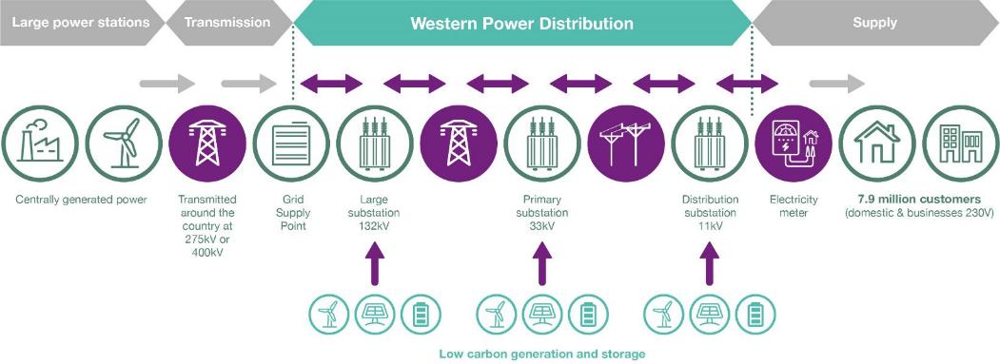 Large power stations
Transmission
Western Power Distribution
Supply
Centrally generated power
Transmitted
around the
country at
275kV or
400kV
Grid
Supply
Point
Large
substation
132kV
Primary
substation
33kV
Distribution
substation
11kV
Electricity
meter
7.9 million customers
(domestic & businesses 230V)
Low carbon generation and storage